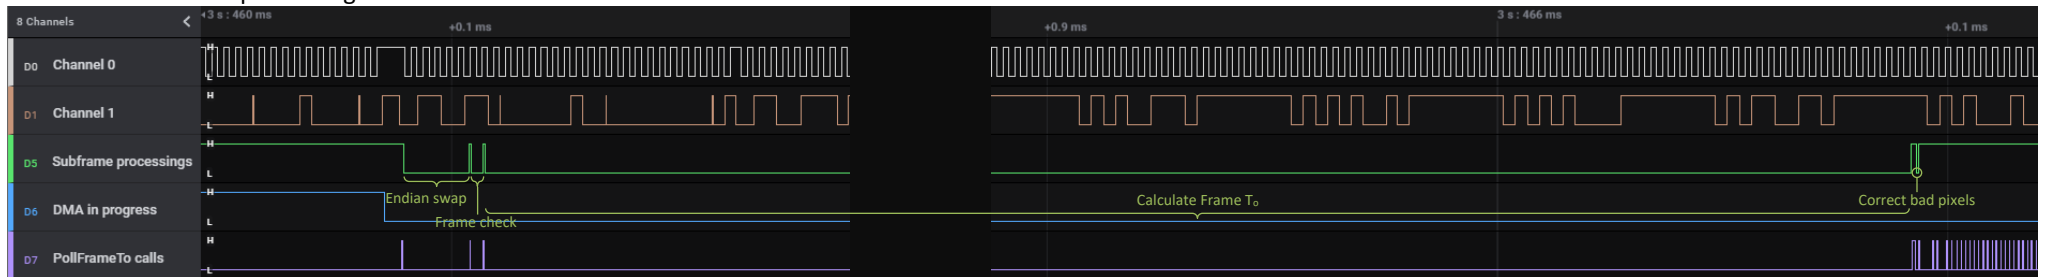 8 Channels
<
3 s : 460 ms
+0.1 ms
+0.9 ms
3 s : 466 ms
+0.1 ms
D0 Channel 0
H
L
D1 Channel 1
H
L
D5 Subframe processings
H
L
D6 DMA in progress
H
L
D7 PollFrameTo calls
H
L
Endian swap
Frame check
Calculate Frame Tₒ
Correct bad pixels